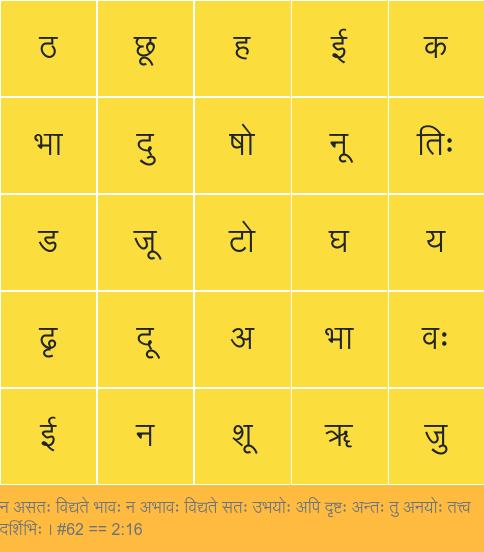 ठ छू ह ई क
भा दु षो नू तिः
ड जू टो घ य
ढृ दू अ भा वः
ई न शू ॠ जु
न असतः विद्यते भावः न अभावः विद्यते सतः उभयोः अपि दृष्टः अन्तः तु अनयोः तत्त्व
दर्शिभिः । #62 == 2:16